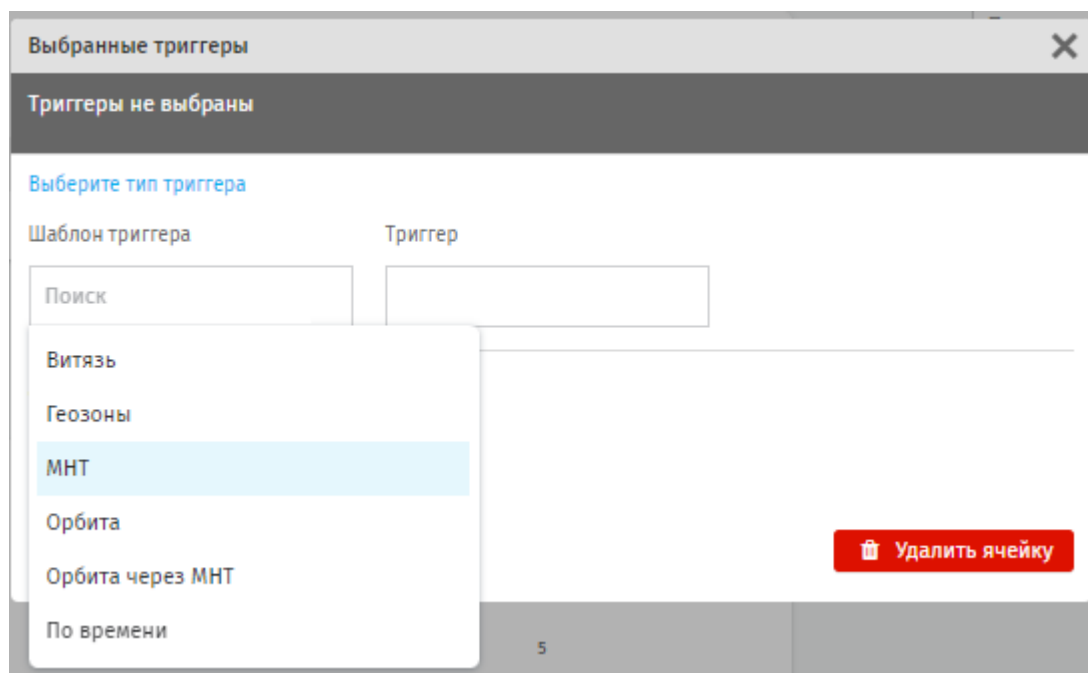 Выбранные триггеры
Триггеры не выбраны
Выберите тип триггера
Шаблон триггера
Триггер
Поиск
Витязь
Геозоны
МНТ
Орбита
Орбита через МНТ
По времени
Удалить ячейку
5